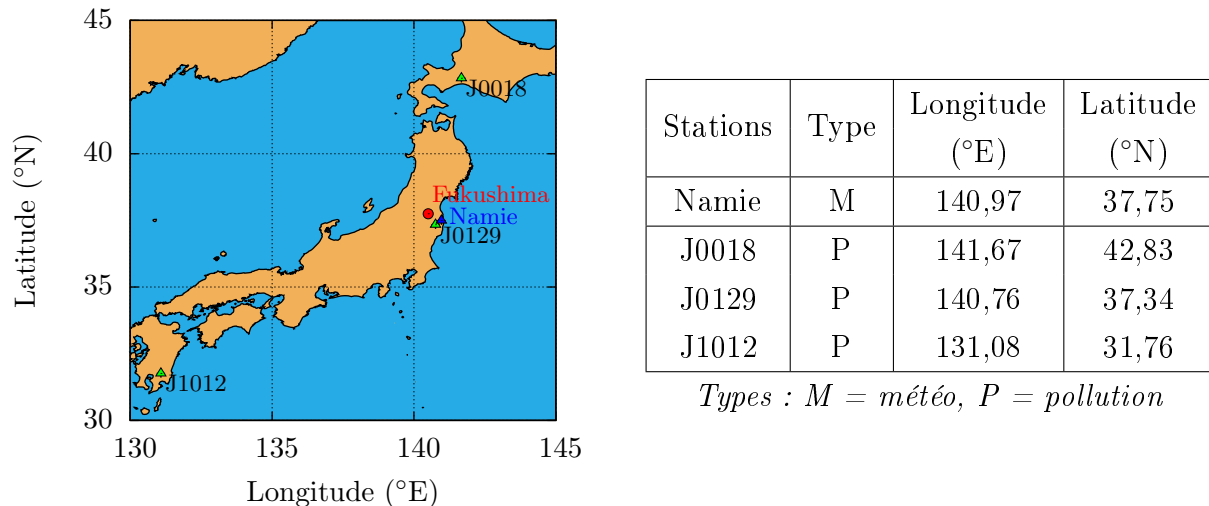 45
40
35
30
130
135
140
145
Latitude (°N)
Longitude (°E)
J0018
Fukushima
Namie
J0129
J1012
Stations Type Longitude (°E) Latitude (°N)
Namie M 140,97 37,75
J0018 P 141,67 42,83
J0129 P 140,76 37,34
J1012 P 131,08 31,76
Types : M = météo, P = pollution